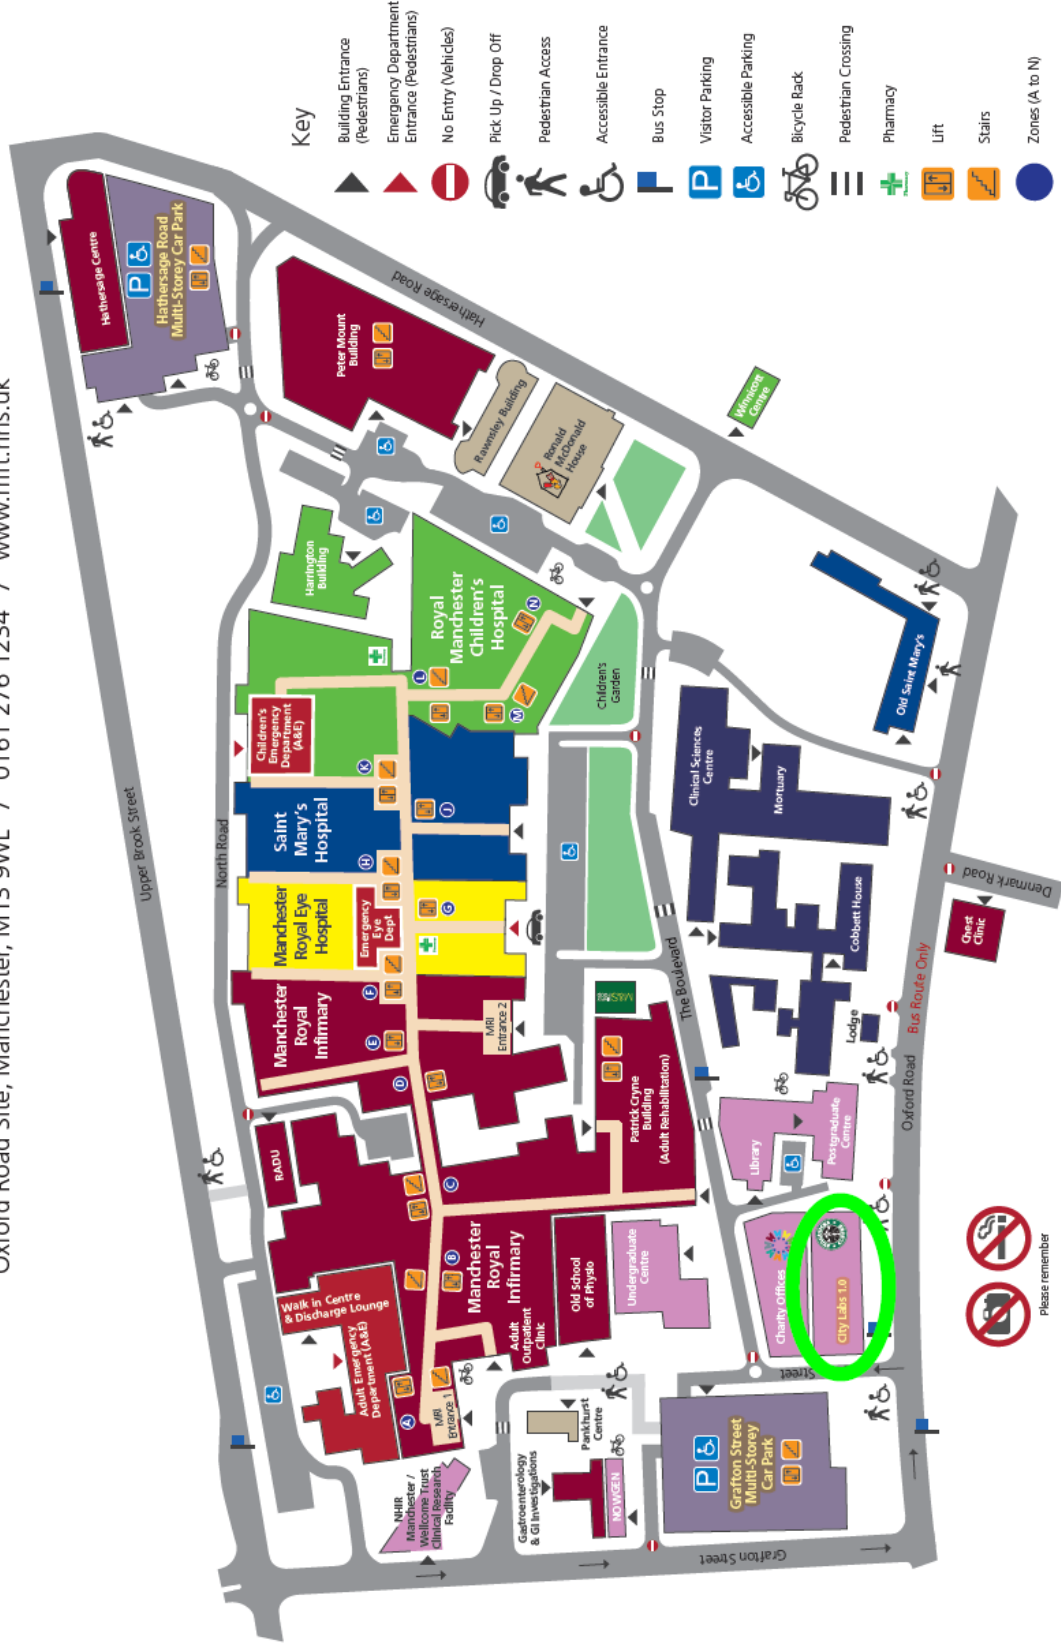 Oxford Road Site, Manchester, M13 9WL / 0161 276 1234 / www.mft.nhs.uk
Key
Building Entrance
(Pedestrians)
Emergency Department
Entrance (Pedestrians)
No Entry (Vehicles)
Pick Up / Drop Off
Pedestrian Access
Accessible Entrance
Bus Stop
Visitor Parking
Accessible Parking
Bicycle Rack
Pedestrian Crossing
Pharmacy
Pharmacy
Lift
Stairs
Zones (A to N)
Upper Brook Street
North Road
Hathersage Road
The Boulevard
Oxford Road
Bus Route Only
Denmark Road
Grafton Street
Street
Hathersage Centre
P
Hathersage Road
Multi-Storey Car Park
Peter Mount
Building
Rawnsley Building
Ronald
McDonald
House
Winnicott
Centre
Harrington
Building
Royal
Manchester
Children's
Hospital
Children's
Emergency
Department
(A&E)
Children's
Garden
Saint
Mary's
Hospital
Manchester
Royal Eye
Hospital
Emergency
Eye
Dept
Manchester
Royal
Infirmary
MRI
Entrance 2
M&S
Patrick Cryne
Building
(Adult Rehabilitation)
RADU
Walk in Centre
& Discharge Lounge
Adult Emergency
Department (A&E)
Manchester
Royal
Infirmary
Adult
Outpatient
Clinic
MRI
Entrance 1
Old School
of Physio
Undergraduate
Centre
NHIR
Manchester /
Wellcome Trust
Clinical Research
Facility
Gastroenterology
& GI Investigations
NOWGEN
Pankhurst
Centre
P
Grafton Street
Multi-Storey
Car Park
Charity Offices
City Labs 1.0
Library
Postgraduate
Centre
Lodge
Cobbett House
Clinical Sciences
Centre
Mortuary
Old Saint Mary's
Chest
Clinic
A
B
C
D
E
F
G
H
J
K
L
M
N
Please remember